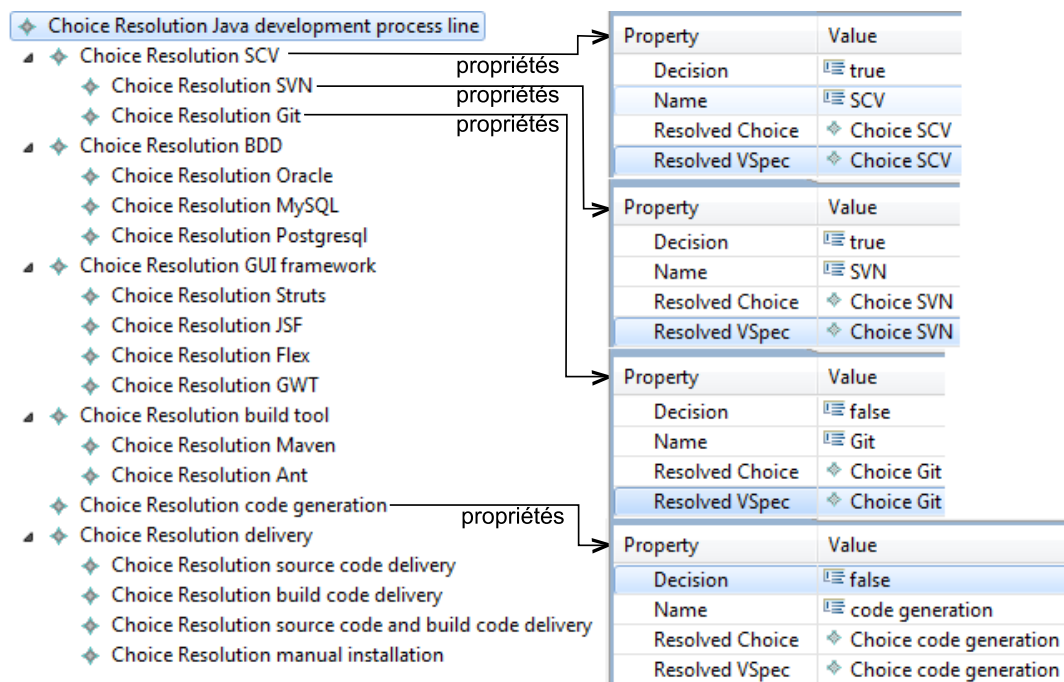 Choice Resolution Java development process line
Choice Resolution SCV
propriétés
Choice Resolution SVN
propriétés
Choice Resolution Git
propriétés
Choice Resolution BDD
Choice Resolution Oracle
Choice Resolution MySQL
Choice Resolution Postgresql
Choice Resolution GUI framework
Choice Resolution Struts
Choice Resolution JSF
Choice Resolution Flex
Choice Resolution GWT
Choice Resolution build tool
Choice Resolution Maven
Choice Resolution Ant
Choice Resolution code generation
propriétés
Choice Resolution delivery
Choice Resolution source code delivery
Choice Resolution build code delivery
Choice Resolution source code and build code delivery
Choice Resolution manual installation
Property Value
Decision true
Name SCV
Resolved Choice Choice SCV
Resolved VSpec Choice SCV
Property Value
Decision true
Name SVN
Resolved Choice Choice SVN
Resolved VSpec Choice SVN
Property Value
Decision false
Name Git
Resolved Choice Choice Git
Resolved VSpec Choice Git
Property Value
Decision false
Name code generation
Resolved Choice Choice code generation
Resolved VSpec Choice code generation